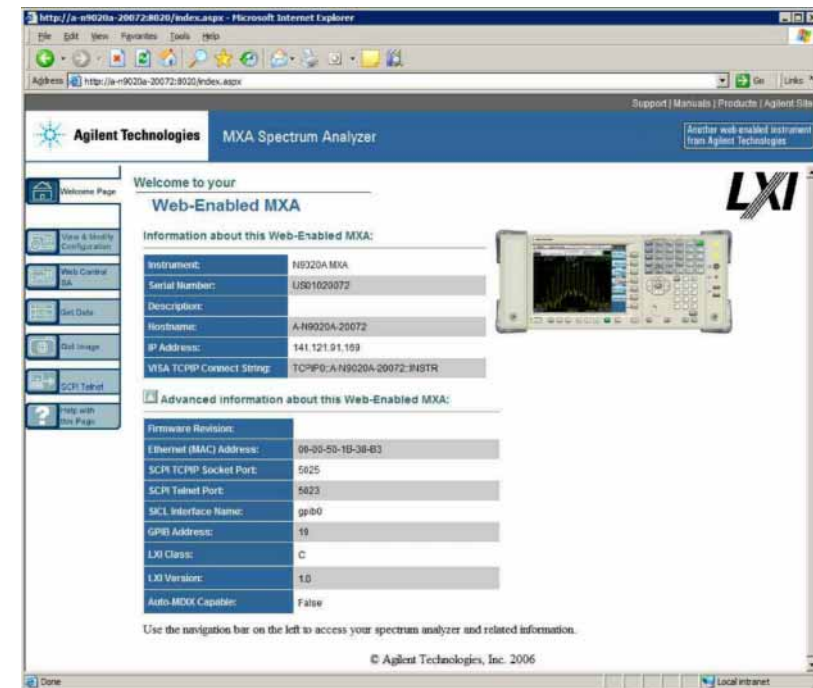 http://a-n9020a-20072:8020/index.aspx - Microsoft Internet Explorer
File Edit View Favorites Tools Help
Address http://a-n9020a-20072:8020/index.aspx Go Links
Support | Manuals | Products | Agilent Site
Agilent Technologies MXA Spectrum Analyzer
Another web-enabled instrument
from Agilent Technologies
Welcome Page
View & Modify
Configuration
Web Control
SA
Get Data
Get Image
SCPI Telnet
Help with
this Page
Welcome to your
Web-Enabled MXA
LXI
Information about this Web-Enabled MXA:
Instrument: N9020A MXA
Serial Number: US01020072
Description:
Hostname: A-N9020A-20072
IP Address: 141.121.91.169
VISA TCPIP Connect String: TCPIP0::A-N9020A-20072::INSTR
Advanced information about this Web-Enabled MXA:
Firmware Revision:
Ethernet (MAC) Address: 00-00-50-1B-38-B3
SCPI TCPIP Socket Port: 5025
SCPI Telnet Port: 5023
SICL Interface Name: gpib0
GPIB Address: 19
LXI Class: C
LXI Version: 1.0
Auto-MDIX Capable: False
Use the navigation bar on the left to access your spectrum analyzer and related information.
© Agilent Technologies, Inc. 2006
Done
Local intranet